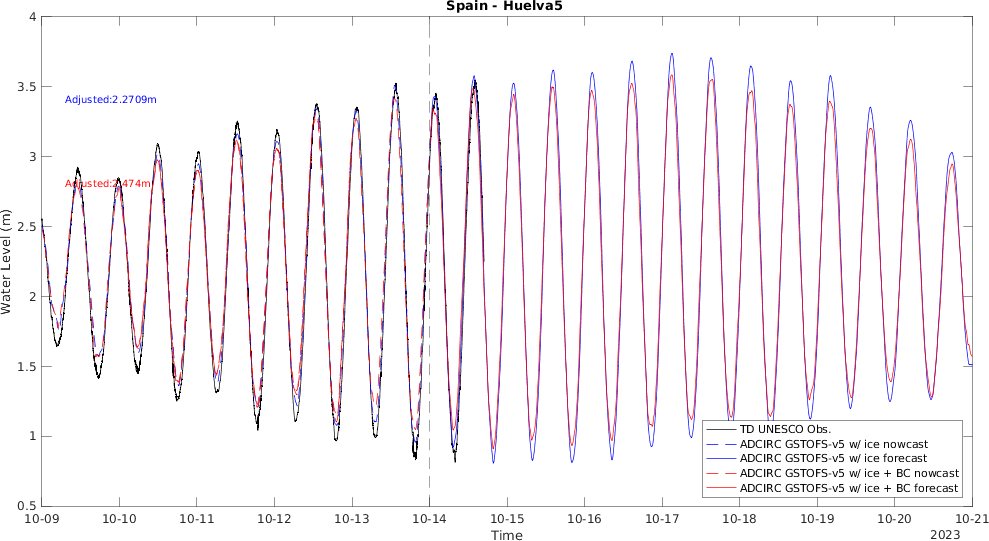 Spain - Huelva5
4
3.5
3
2.5
2
1.5
1
0.5
Water Level (m)
Adjusted:2.2709m
Adjusted:2.474m
TD UNESCO Obs.
ADCIRC GSTOFS-v5 w/ ice nowcast
ADCIRC GSTOFS-v5 w/ ice forecast
ADCIRC GSTOFS-v5 w/ ice + BC nowcast
ADCIRC GSTOFS-v5 w/ ice + BC forecast
10-09 10-10 10-11 10-12 10-13 10-14 10-15 10-16 10-17 10-18 10-19 10-20 10-21
Time
2023